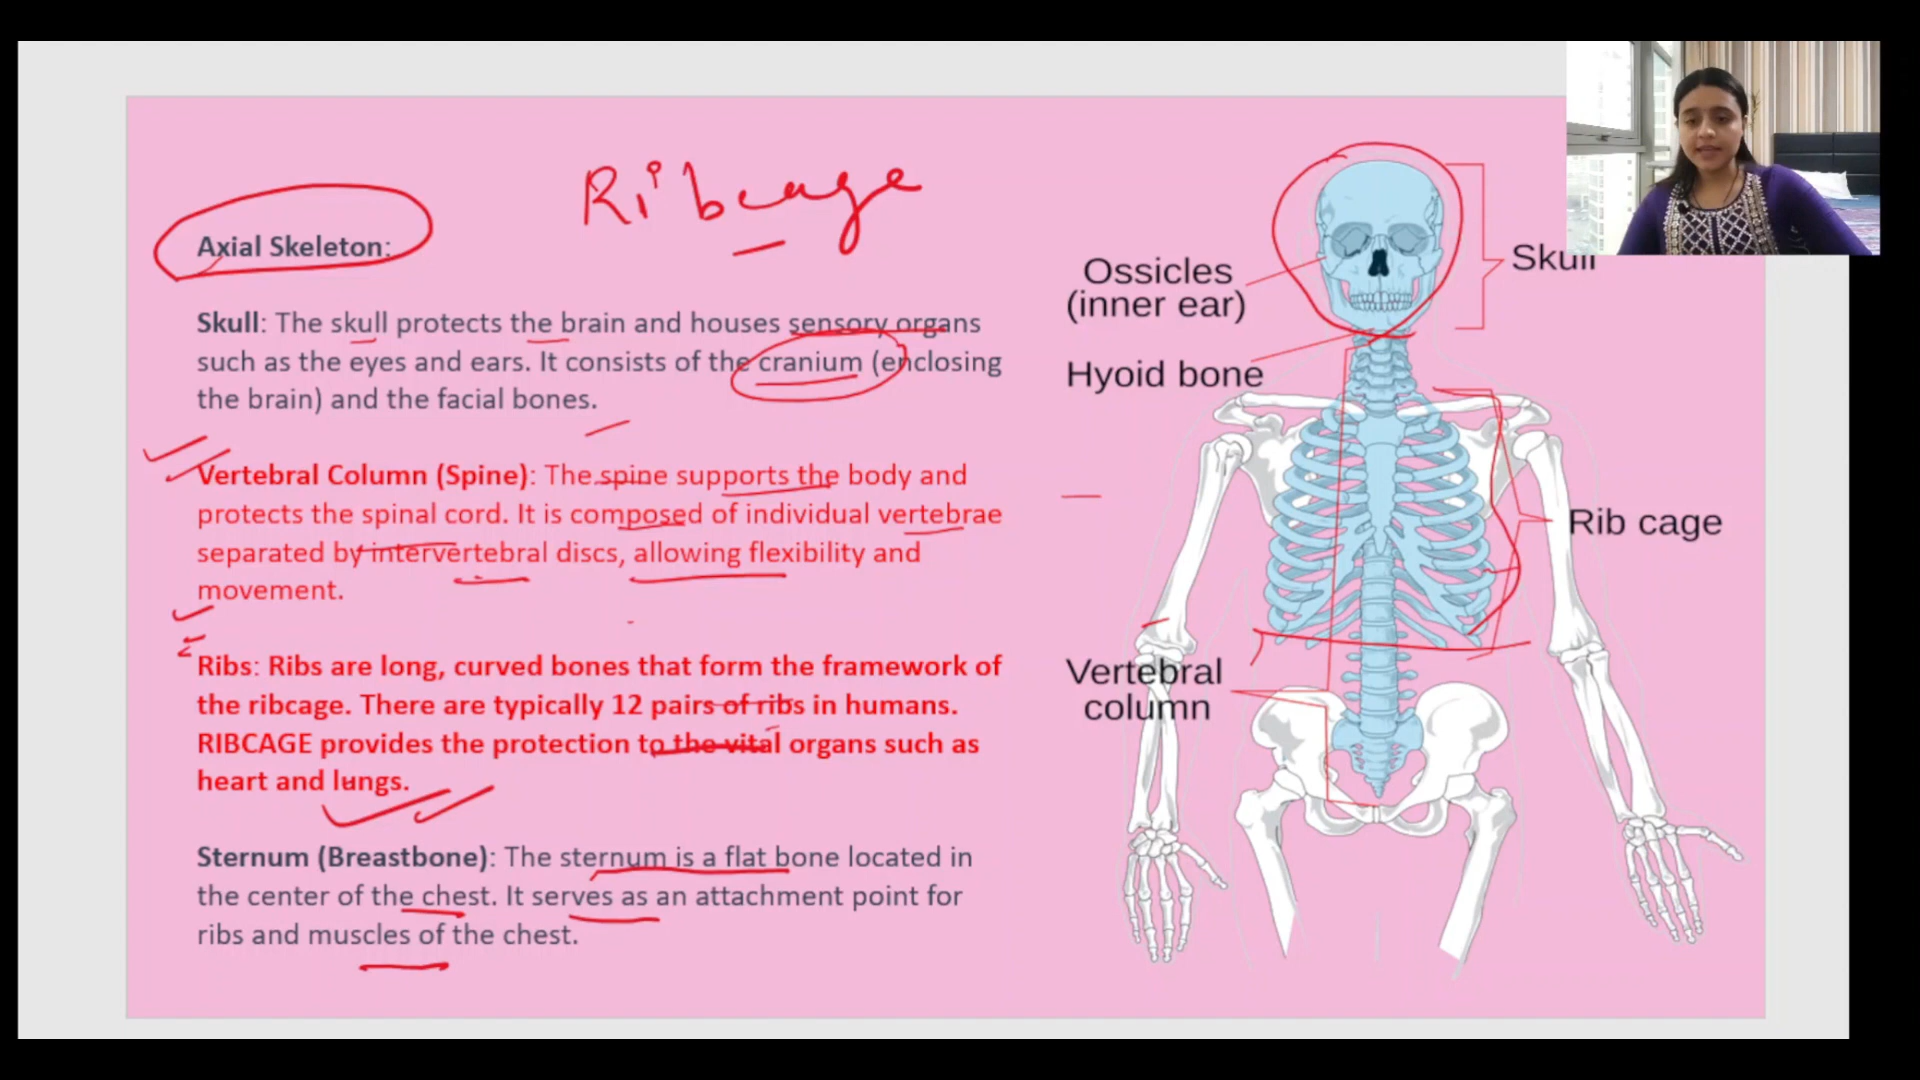 Ribcage
Axial Skeleton:
Skull: The skull protects the brain and houses sensory organs
such as the eyes and ears. It consists of the cranium (enclosing
the brain) and the facial bones.
Vertebral Column (Spine): The spine supports the body and
protects the spinal cord. It is composed of individual vertebrae
separated by intervertebral discs, allowing flexibility and
movement.
Ribs: Ribs are long, curved bones that form the framework of
the ribcage. There are typically 12 pairs of ribs in humans.
RIBCAGE provides the protection to the vital organs such as
heart and lungs.
Sternum (Breastbone): The sternum is a flat bone located in
the center of the chest. It serves as an attachment point for
ribs and muscles of the chest.
Skull
Ossicles
(inner ear)
Hyoid bone
Rib cage
Vertebral
column